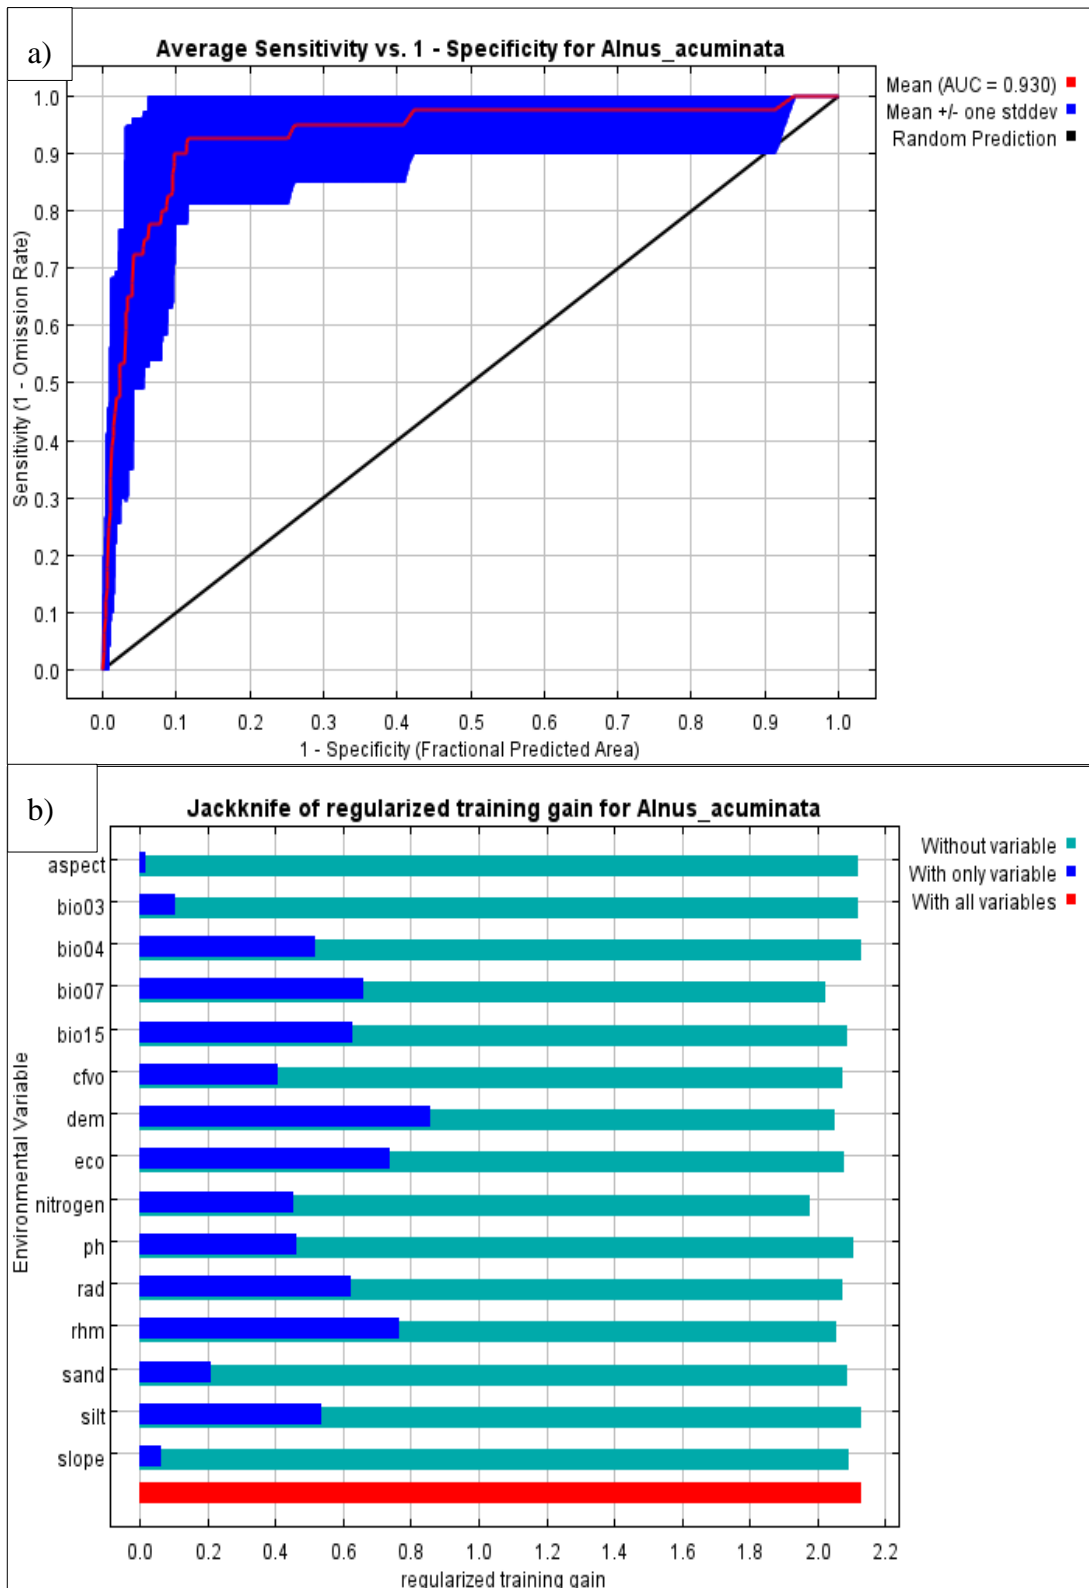 a)
Average Sensitivity vs. 1 - Specificity for Alnus_acuminata
Mean (AUC = 0.930)
Mean +/- one stddev
Random Prediction
Sensitivity (1 - Omission Rate)
1.0
0.9
0.8
0.7
0.6
0.5
0.4
0.3
0.2
0.1
0.0
0.0 0.1 0.2 0.3 0.4 0.5 0.6 0.7 0.8 0.9 1.0
1 - Specificity (Fractional Predicted Area)
b)
Jackknife of regularized training gain for Alnus_acuminata
Without variable
With only variable
With all variables
Environmental Variable
aspect
bio03
bio04
bio07
bio15
cfvo
dem
eco
nitrogen
ph
rad
rhm
sand
silt
slope
0.0 0.2 0.4 0.6 0.8 1.0 1.2 1.4 1.6 1.8 2.0 2.2
regularized training gain